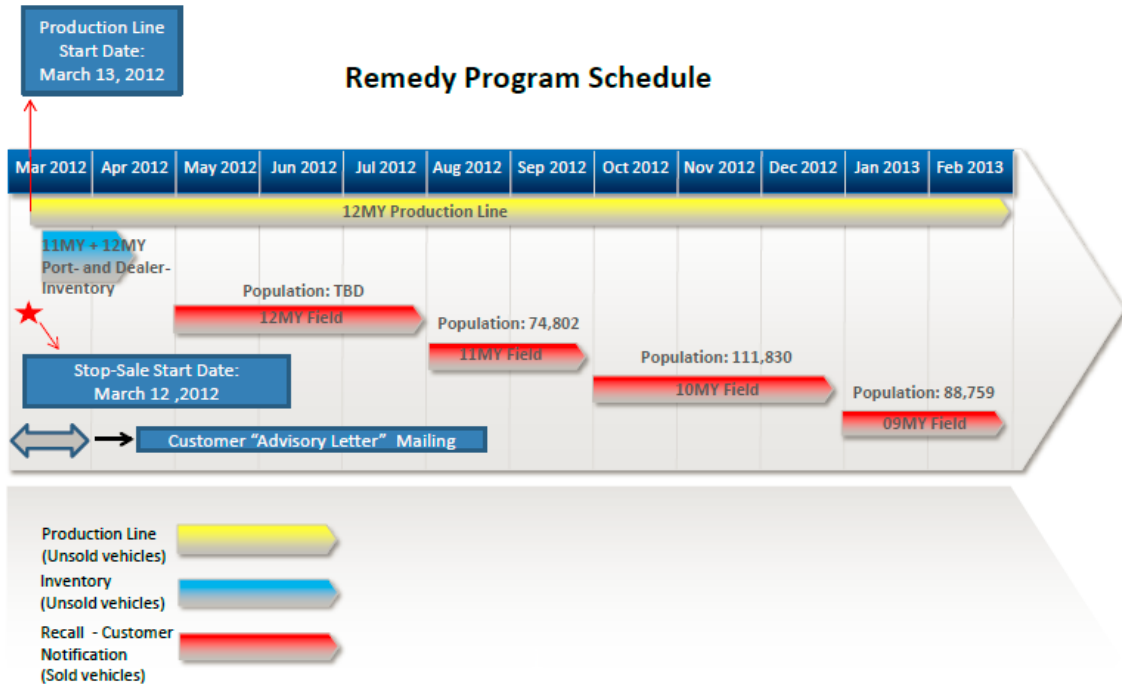 Production Line
Start Date:
March 13, 2012
Remedy Program Schedule
Mar 2012 Apr 2012 May 2012 Jun 2012 Jul 2012 Aug 2012 Sep 2012 Oct 2012 Nov 2012 Dec 2012 Jan 2013 Feb 2013
12MY Production Line
11MY + 12MY
Port- and Dealer-
Inventory
Population: TBD
12MY Field
Population: 74,802
11MY Field
Population: 111,830
10MY Field
Population: 88,759
09MY Field
Stop-Sale Start Date:
March 12 ,2012
Customer “Advisory Letter” Mailing
Production Line
(Unsold vehicles)
Inventory
(Unsold vehicles)
Recall - Customer
Notification
(Sold vehicles)